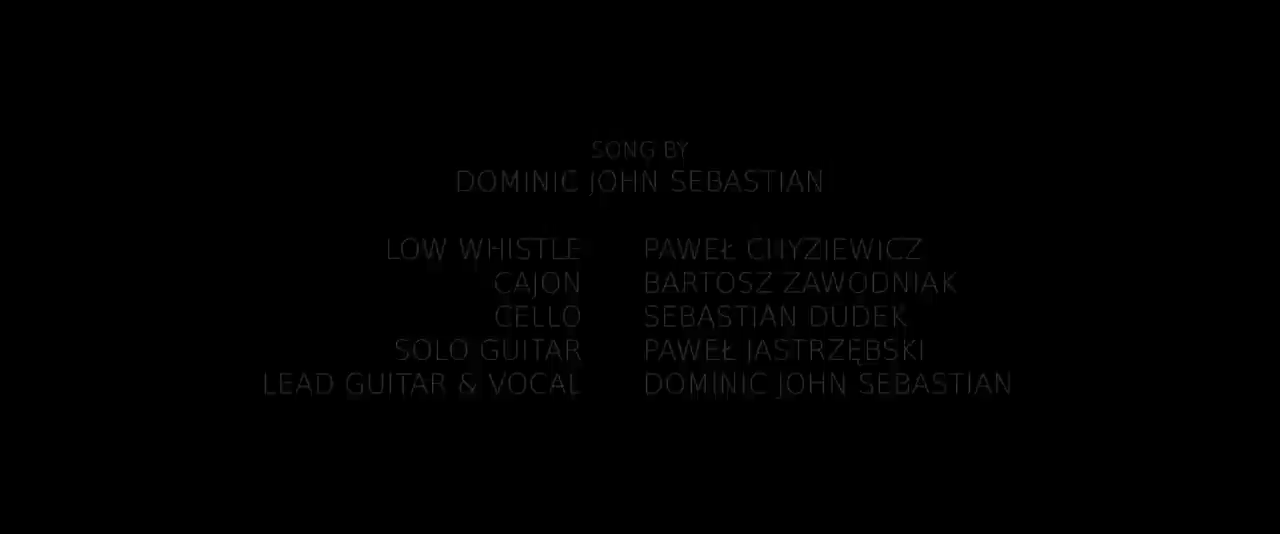 SONG BY
DOMINIC JOHN SEBASTIAN
LOW WHISTLE PAWEŁ CHYZIEWICZ
CAJON BARTOSZ ZAWODNIAK
CELLO SEBASTIAN DUDEK
SOLO GUITAR PAWEŁ JASTRZĘBSKI
LEAD GUITAR & VOCAL DOMINIC JOHN SEBASTIAN